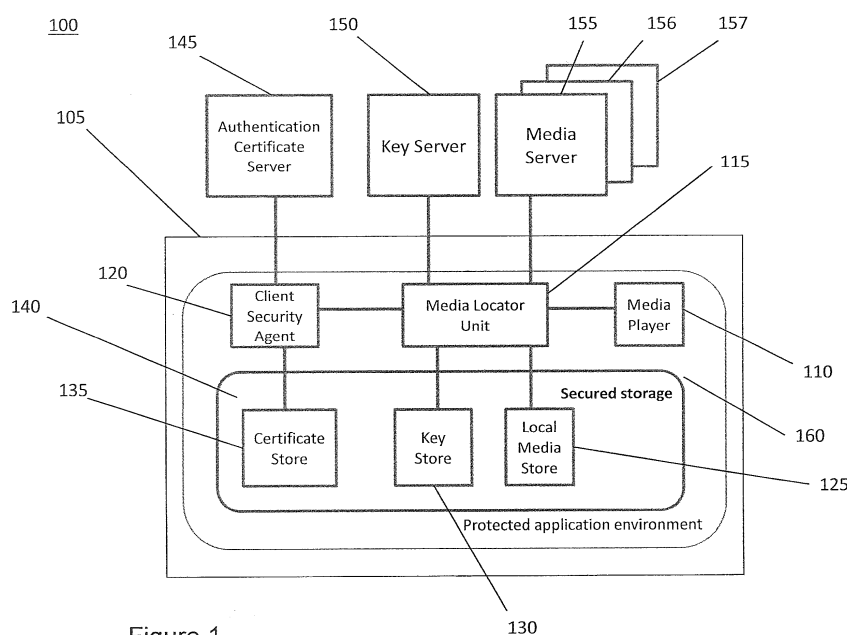 100
145
150
155
156
157
105
Authentication
Certificate
Server
Key Server
Media
Server
115
120
140
135
Client
Security
Agent
Media Locator
Unit
Media
Player
110
Secured storage
160
Certificate
Store
Key
Store
Local
Media
Store
125
Protected application environment
130
Figure 1